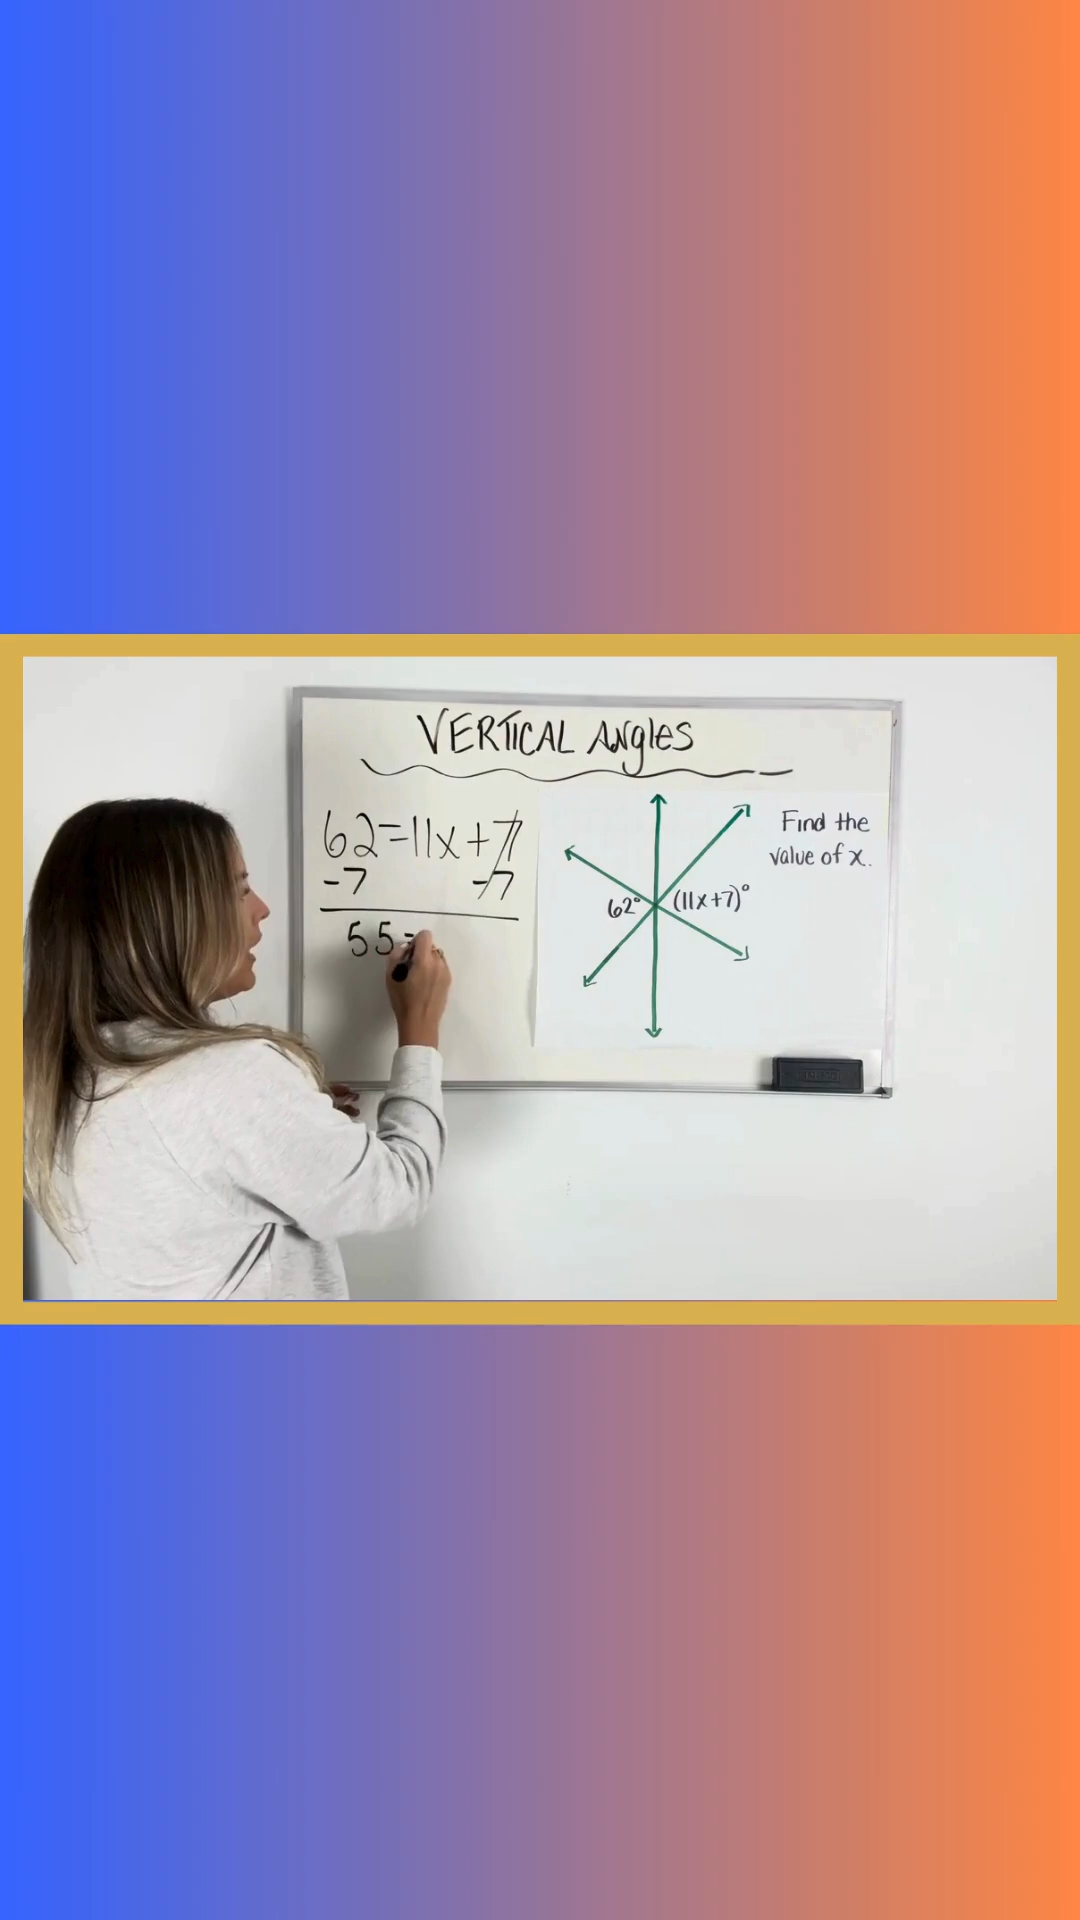 VERTICAL ANgles
62=11x+7
-7 -7
55=
62°
(11x+7)°
Find the
value of x.